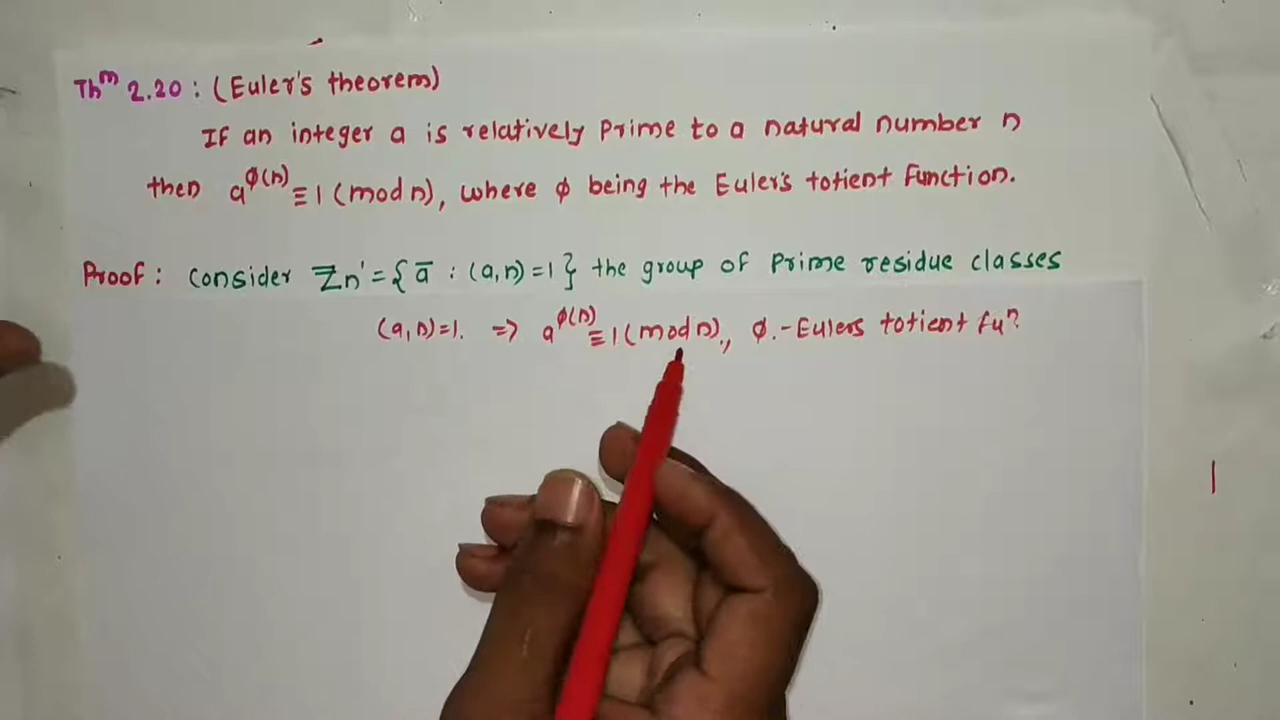 Thᵐ 2.20 : (Euler's theorem)
If an integer a is relatively prime to a natural number n
then a^ϕ(n) ≡ 1 (mod n), where ϕ being the Euler's totient function.
Proof : consider Zn' = { a̅ : (a,n) = 1 } the group of prime residue classes
(a,n)=1. => a^ϕ(n) ≡ 1 (mod n)., ϕ.-Eulers totient fuⁿ.